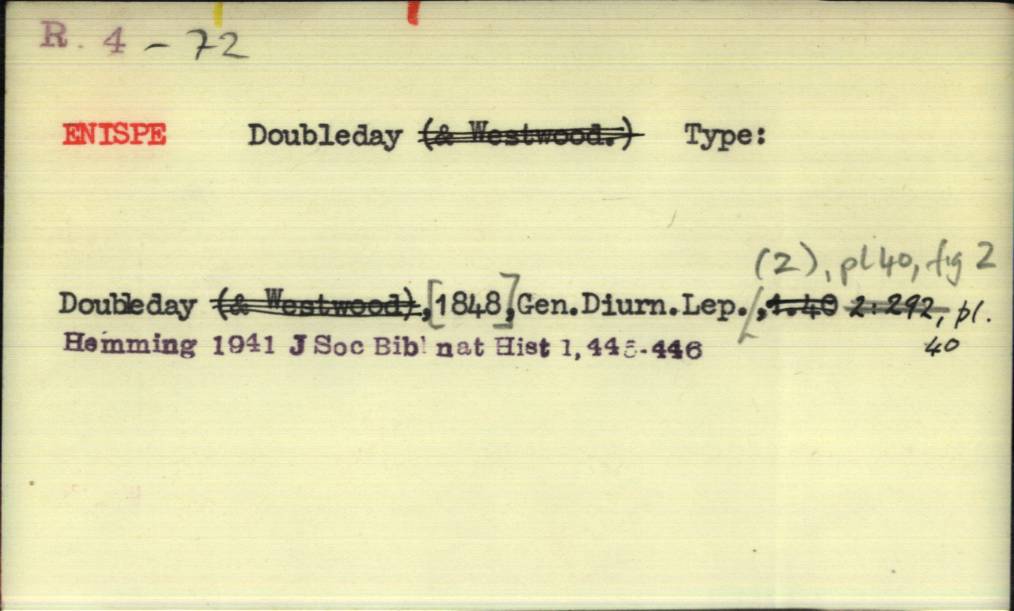 R. 4 - 72
ENISPE Doubleday (& Westwood.) Type:
(2), pl 40, fig 2
Doubleday (& Westwood), [1848], Gen.Diurn.Lep./, 1.40 2:292, pl.
40
Hemming 1941 J Soc Bibl nat Hist 1, 445-446